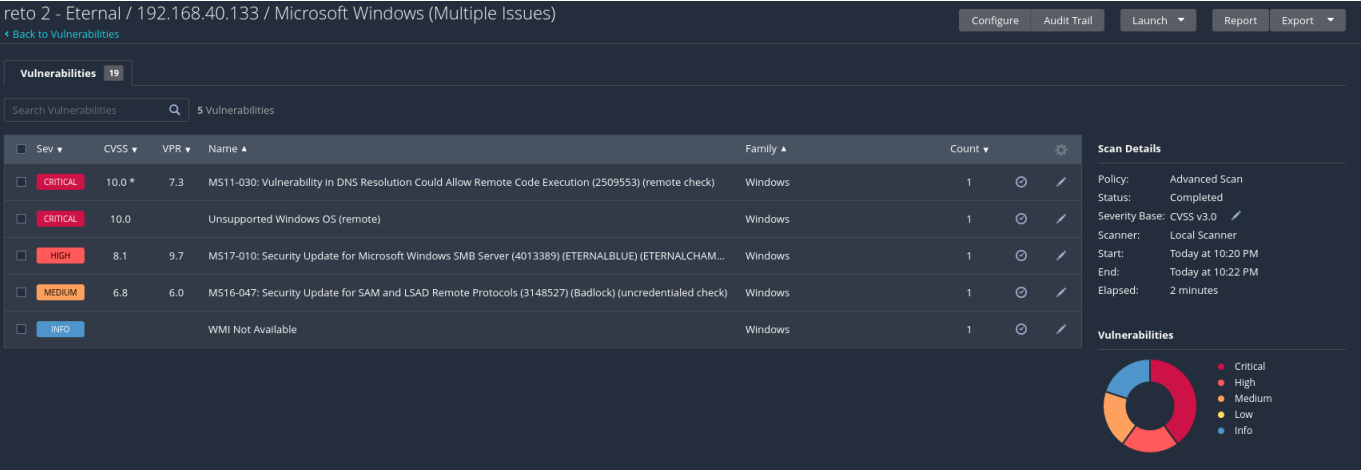 reto 2 - Eternal / 192.168.40.133 / Microsoft Windows (Multiple Issues)
Configure Audit Trail Launch Report Export
Back to Vulnerabilities
Vulnerabilities 19
Search Vulnerabilities 5 Vulnerabilities
Sev CVSS VPR Name Family Count
CRITICAL 10.0 * 7.3 MS11-030: Vulnerability in DNS Resolution Could Allow Remote Code Execution (2509553) (remote check) Windows 1
CRITICAL 10.0 Unsupported Windows OS (remote) Windows 1
HIGH 8.1 9.7 MS17-010: Security Update for Microsoft Windows SMB Server (4013389) (ETERNALBLUE) (ETERNALCHAM... Windows 1
MEDIUM 6.8 6.0 MS16-047: Security Update for SAM and LSAD Remote Protocols (3148527) (Badlock) (uncredentialed check) Windows 1
INFO WMI Not Available Windows 1
Scan Details
Policy: Advanced Scan
Status: Completed
Severity Base: CVSS v3.0
Scanner: Local Scanner
Start: Today at 10:20 PM
End: Today at 10:22 PM
Elapsed: 2 minutes
Vulnerabilities
Critical
High
Medium
Low
Info